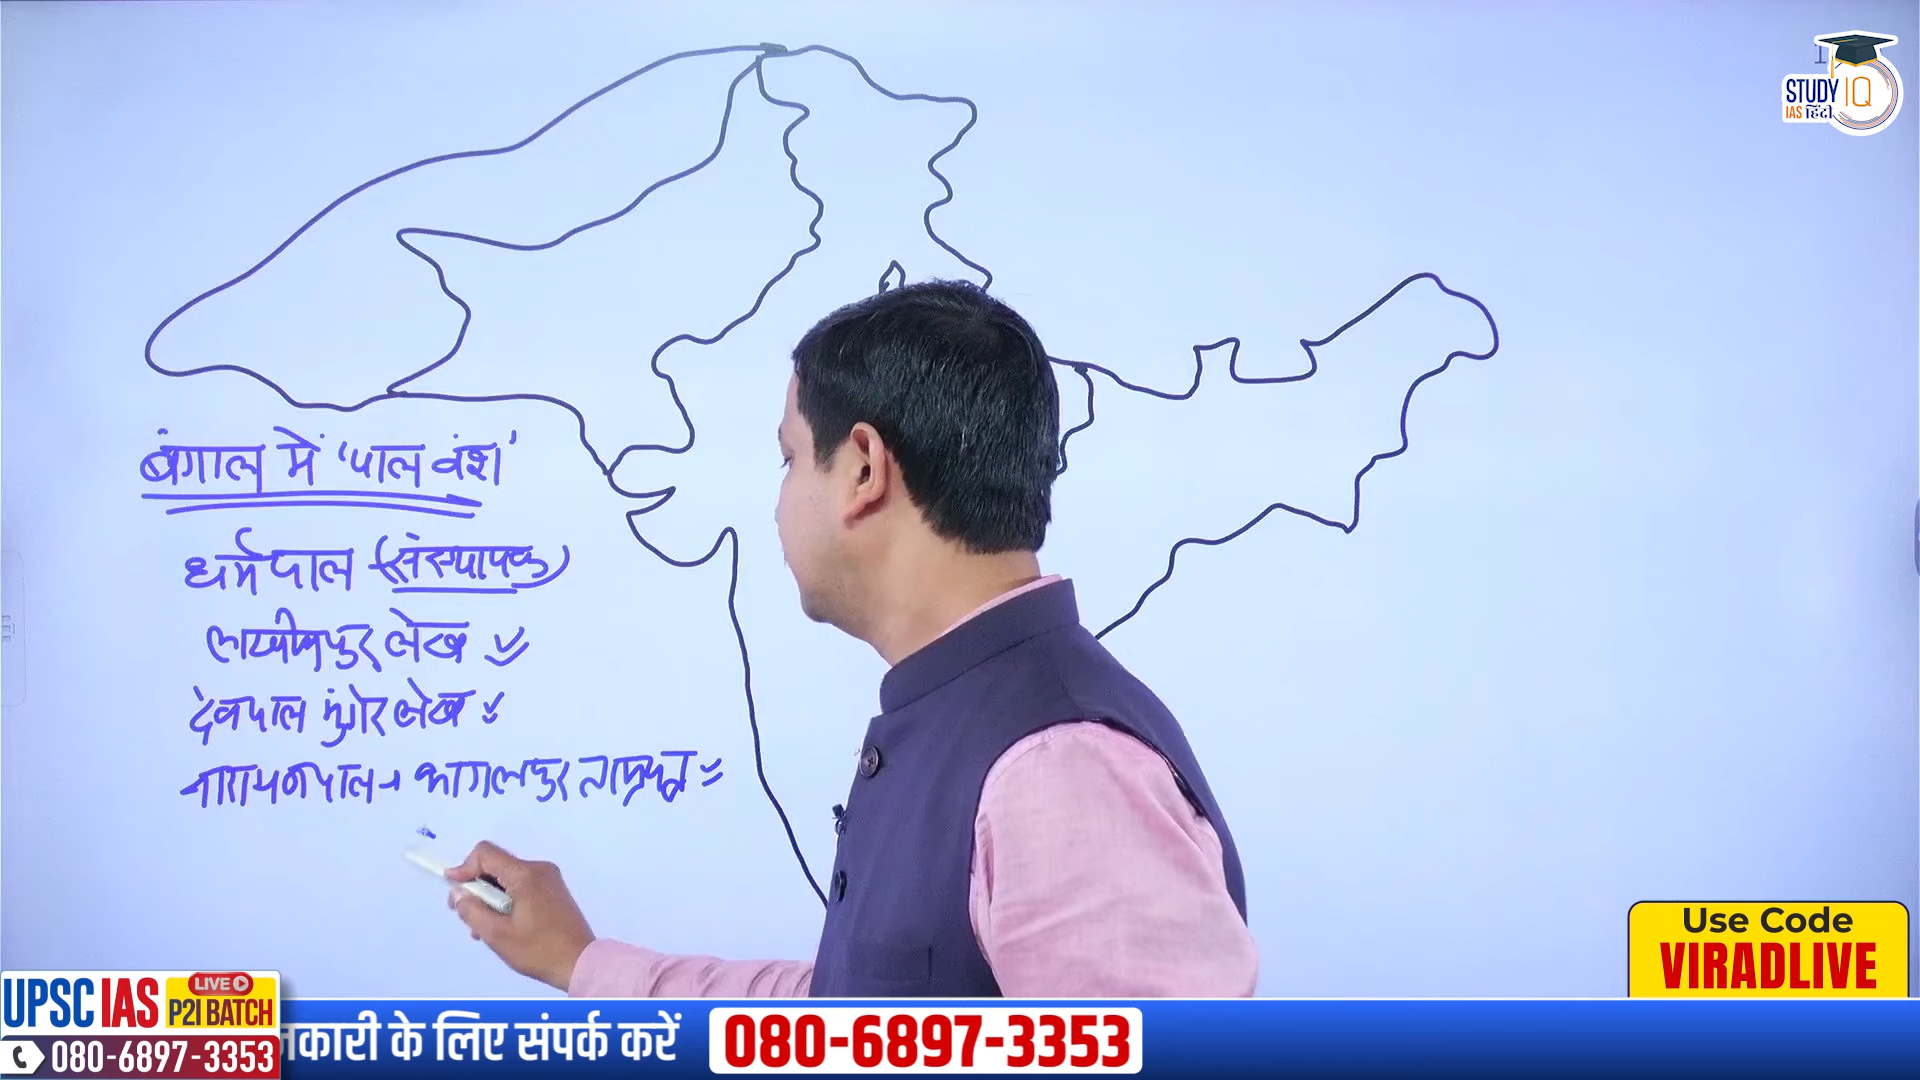 STUDY IQ
IAS हिंदी
बंगाल में 'पाल वंश'
धर्मपाल (संस्थापक)
लेख
देवपाल मुंगेर लेख
नारायणपाल → भागलपुर ताम्रपत्र
Use Code
VIRADLIVE
UPSC IAS LIVE P2I BATCH
080-6897-3353
नकारी के लिए संपर्क करें 080-6897-3353